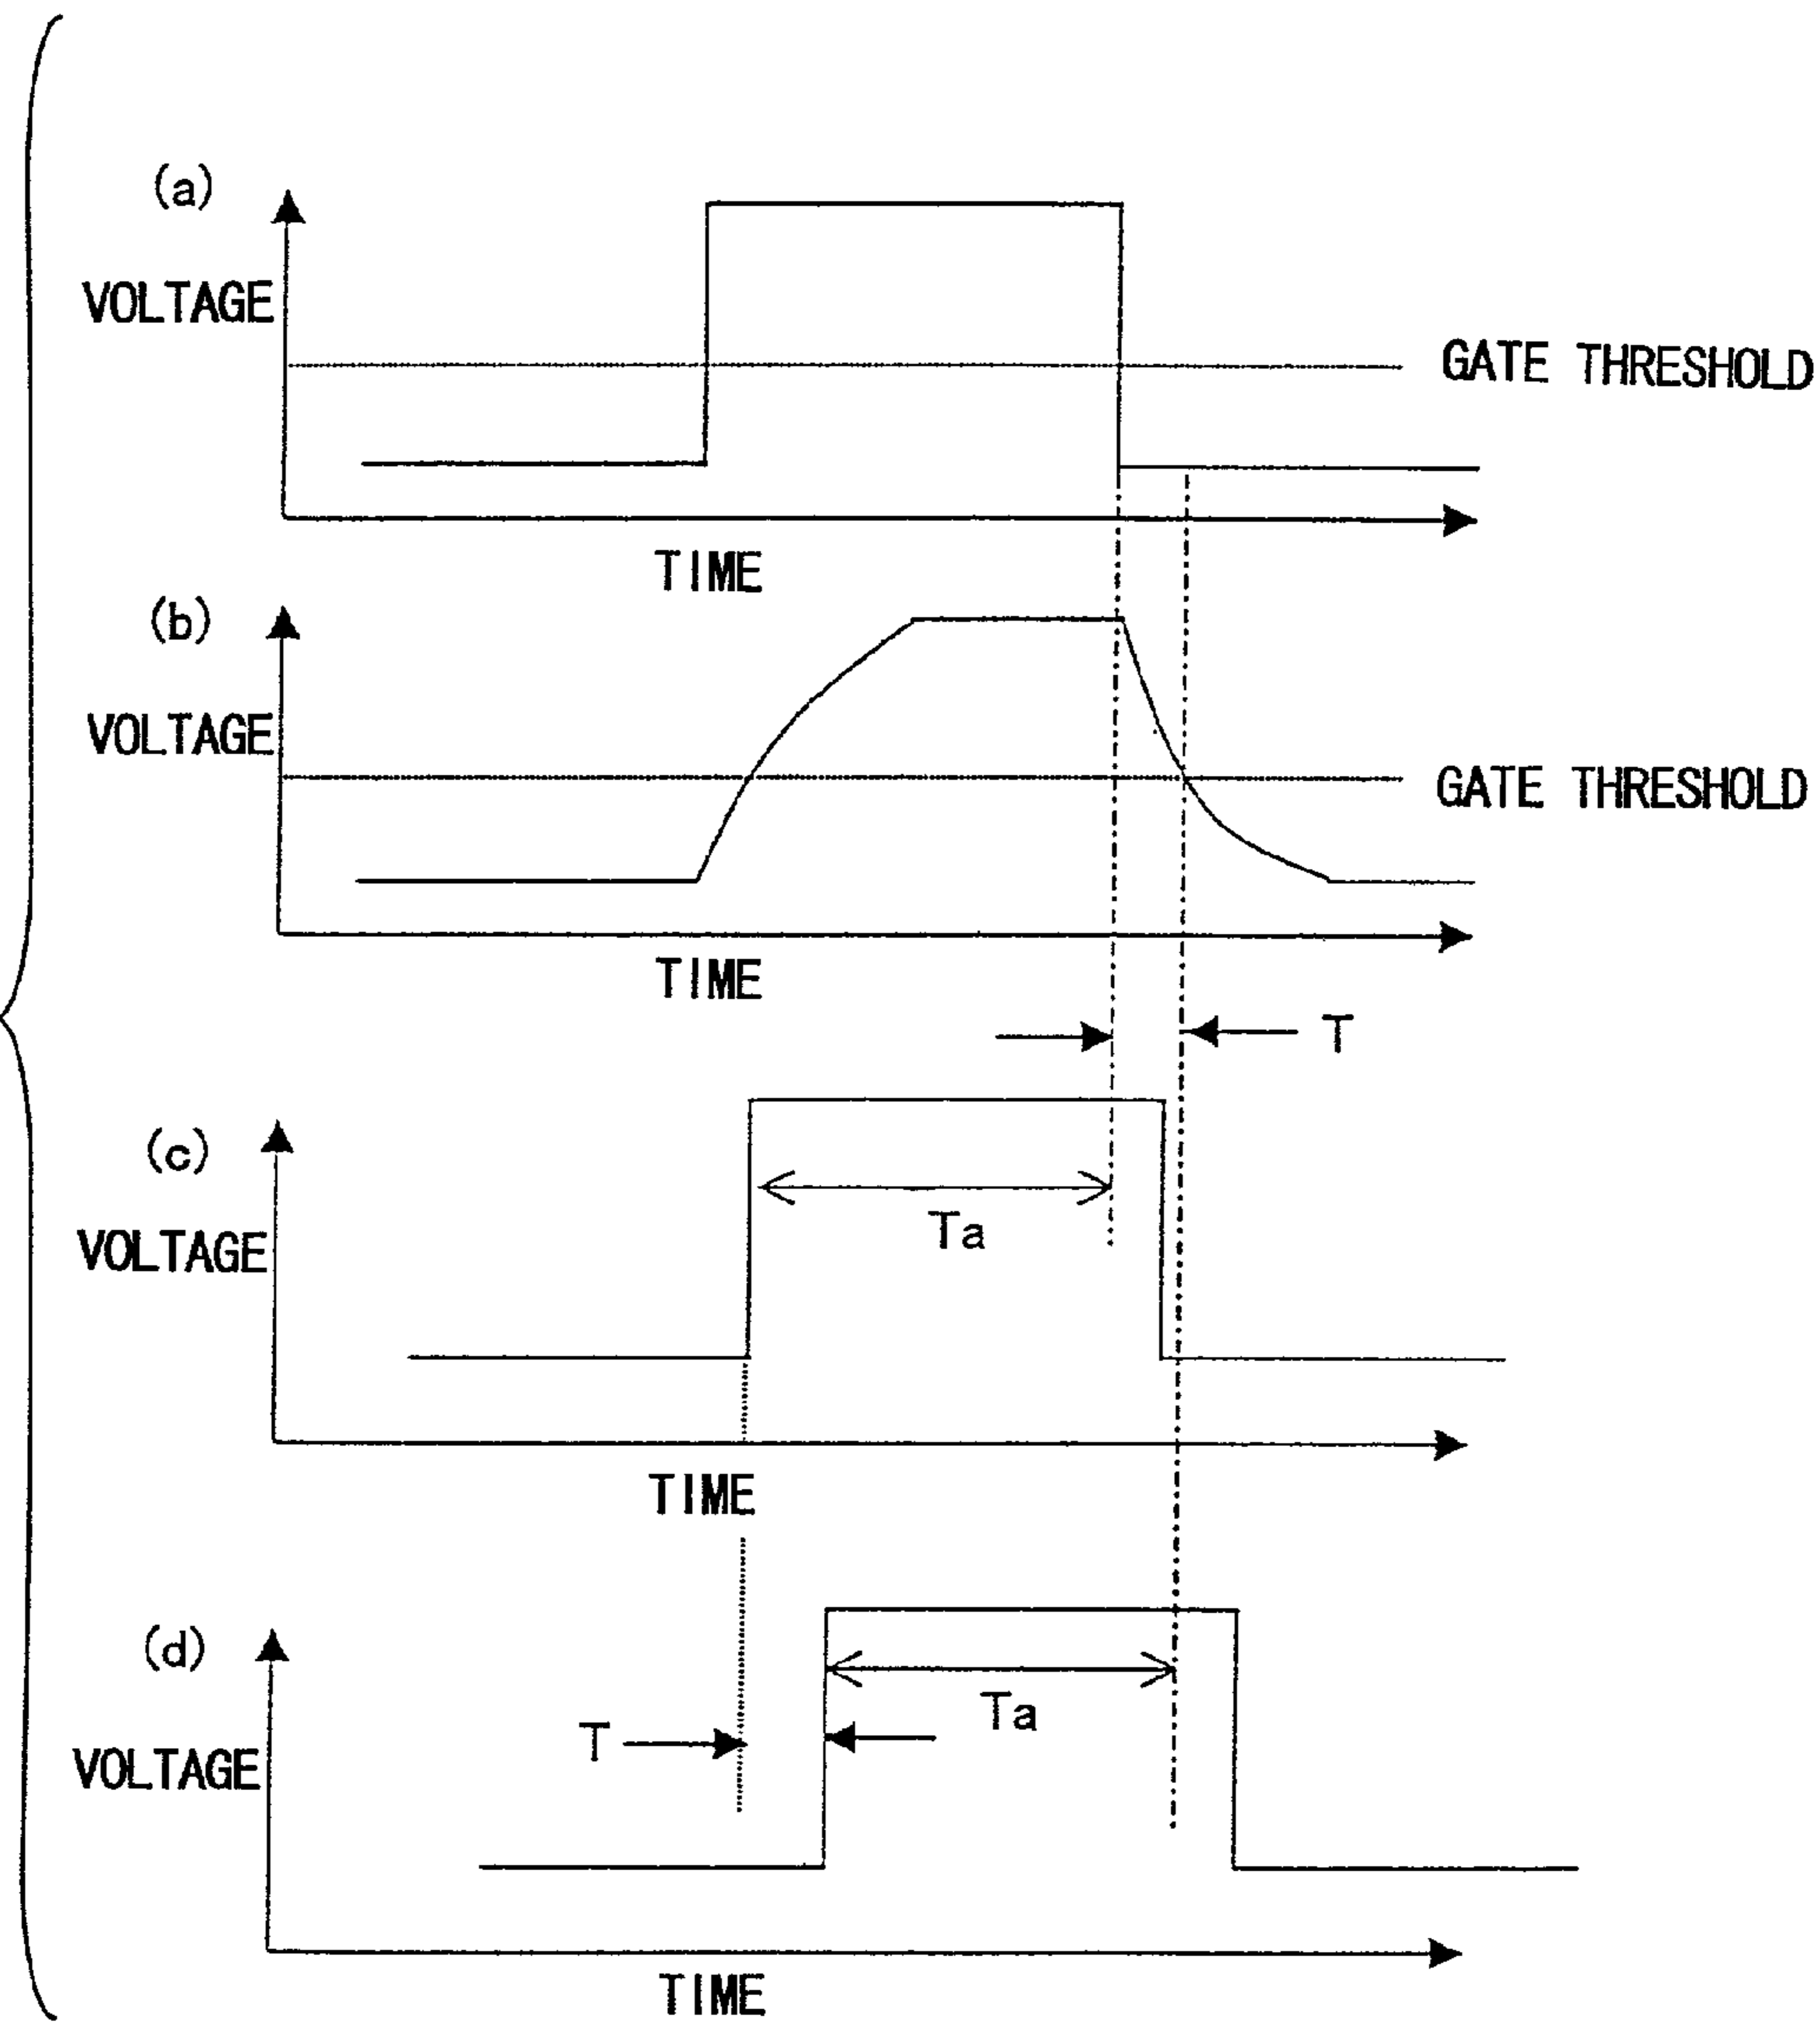 (a)
VOLTAGE
GATE THRESHOLD
TIME
(b)
VOLTAGE
GATE THRESHOLD
TIME
T
(c)
Ta
VOLTAGE
TIME
(d)
Ta
T
VOLTAGE
TIME